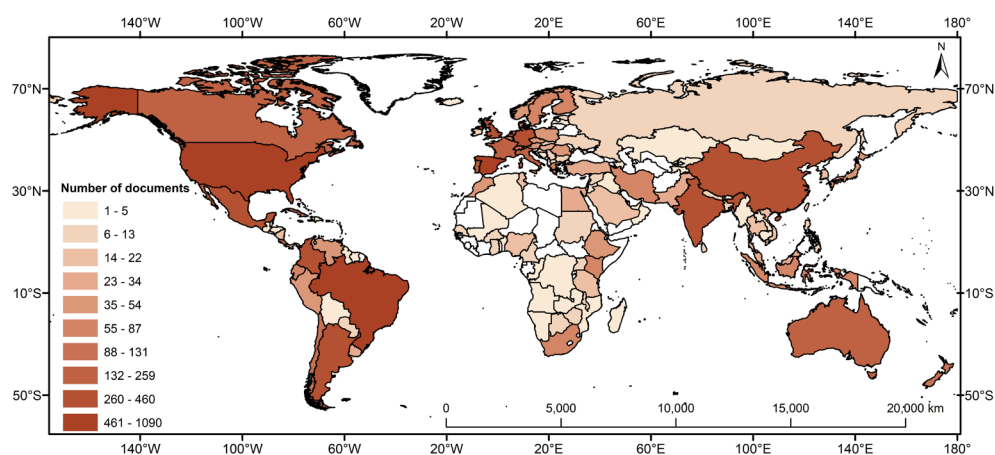 140°W 100°W 60°W 20°W 20°E 60°E 100°E 140°E 180°
N
70°N 70°N
30°N 30°N
10°S 10°S
50°S 50°S
Number of documents
1 - 5
6 - 13
14 - 22
23 - 34
35 - 54
55 - 87
88 - 131
132 - 259
260 - 460
461 - 1090
0 5,000 10,000 15,000 20,000 km
140°W 100°W 60°W 20°W 20°E 60°E 100°E 140°E 180°